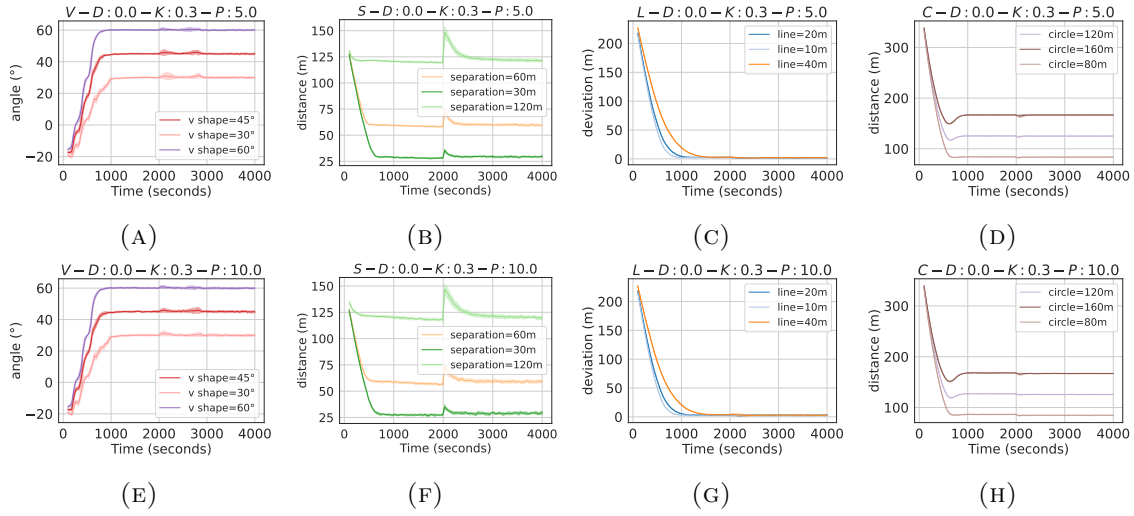 V − D : 0.0 − K : 0.3 − P : 5.0
angle (°)
60
40
20
0
−20
v shape=45°
v shape=30°
v shape=60°
0 1000 2000 3000 4000
Time (seconds)
(A)
S − D : 0.0 − K : 0.3 − P : 5.0
distance (m)
150
125
100
75
50
25
separation=60m
separation=30m
separation=120m
0 1000 2000 3000 4000
Time (seconds)
(B)
L − D : 0.0 − K : 0.3 − P : 5.0
deviation (m)
200
150
100
50
0
line=20m
line=10m
line=40m
0 1000 2000 3000 4000
Time (seconds)
(C)
C − D : 0.0 − K : 0.3 − P : 5.0
distance (m)
300
200
100
circle=120m
circle=160m
circle=80m
0 1000 2000 3000 4000
Time (seconds)
(D)
V − D : 0.0 − K : 0.3 − P : 10.0
angle (°)
60
40
20
0
−20
v shape=45°
v shape=30°
v shape=60°
0 1000 2000 3000 4000
Time (seconds)
(E)
S − D : 0.0 − K : 0.3 − P : 10.0
distance (m)
150
125
100
75
50
25
separation=60m
separation=30m
separation=120m
0 1000 2000 3000 4000
Time (seconds)
(F)
L − D : 0.0 − K : 0.3 − P : 10.0
deviation (m)
200
150
100
50
0
line=20m
line=10m
line=40m
0 1000 2000 3000 4000
Time (seconds)
(G)
C − D : 0.0 − K : 0.3 − P : 10.0
distance (m)
300
200
100
circle=120m
circle=160m
circle=80m
0 1000 2000 3000 4000
Time (seconds)
(H)